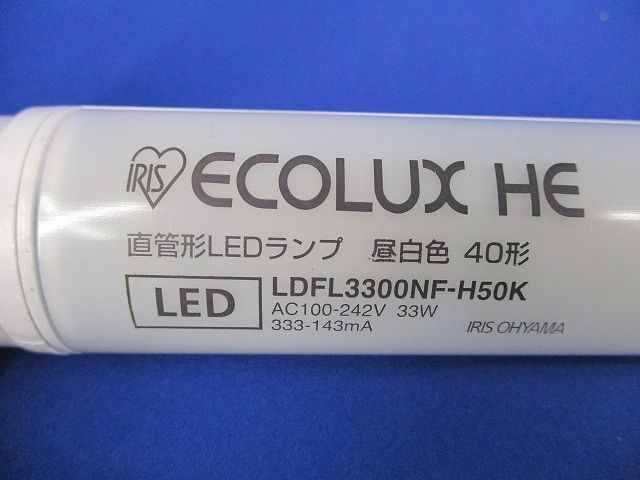 IRIS ECOLUX HE
直管形LEDランプ 昼白色 40形
LED
LDFL3300NF-H50K
AC100-242V 33W
333-143mA
IRIS OHYAMA